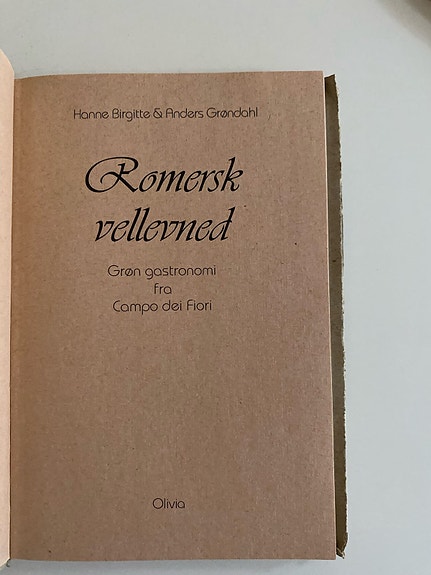 Hanne Birgitte & Anders Grøndahl
Romersk
vellevned
Grøn gastronomi
fra
Campo dei Fiori
Olivia